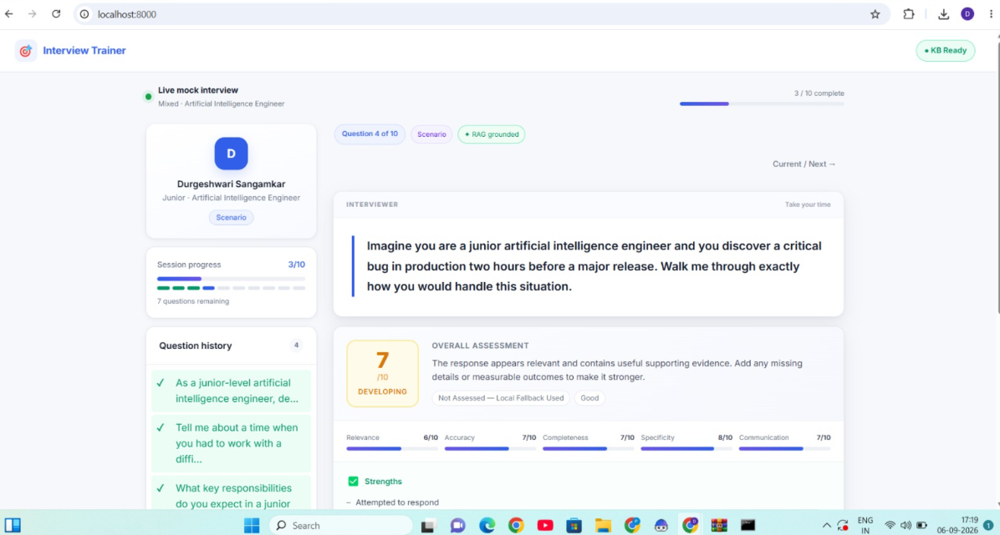 localhost:8000
D
Interview Trainer
● KB Ready
Live mock interview
Mixed · Artificial Intelligence Engineer
3 / 10 complete
D
Durgeshwari Sangamkar
Junior · Artificial Intelligence Engineer
Scenario
Session progress 3/10
7 questions remaining
Question history 4
✓ As a junior-level artificial
intelligence engineer, de...
✓ Tell me about a time when
you had to work with a
diffi...
✓ What key responsibilities
do you expect in a junior
Question 4 of 10 Scenario ✦ RAG grounded
Current / Next →
INTERVIEWER Take your time
Imagine you are a junior artificial intelligence engineer and you discover a critical
bug in production two hours before a major release. Walk me through exactly
how you would handle this situation.
7
/10
DEVELOPING
OVERALL ASSESSMENT
The response appears relevant and contains useful supporting evidence. Add any missing
details or measurable outcomes to make it stronger.
Not Assessed — Local Fallback Used Good
Relevance 6/10 Accuracy 7/10 Completeness 7/10 Specificity 8/10 Communication 7/10
Strengths
– Attempted to respond
Search
ENG
IN
17:19
06-09-2026
1